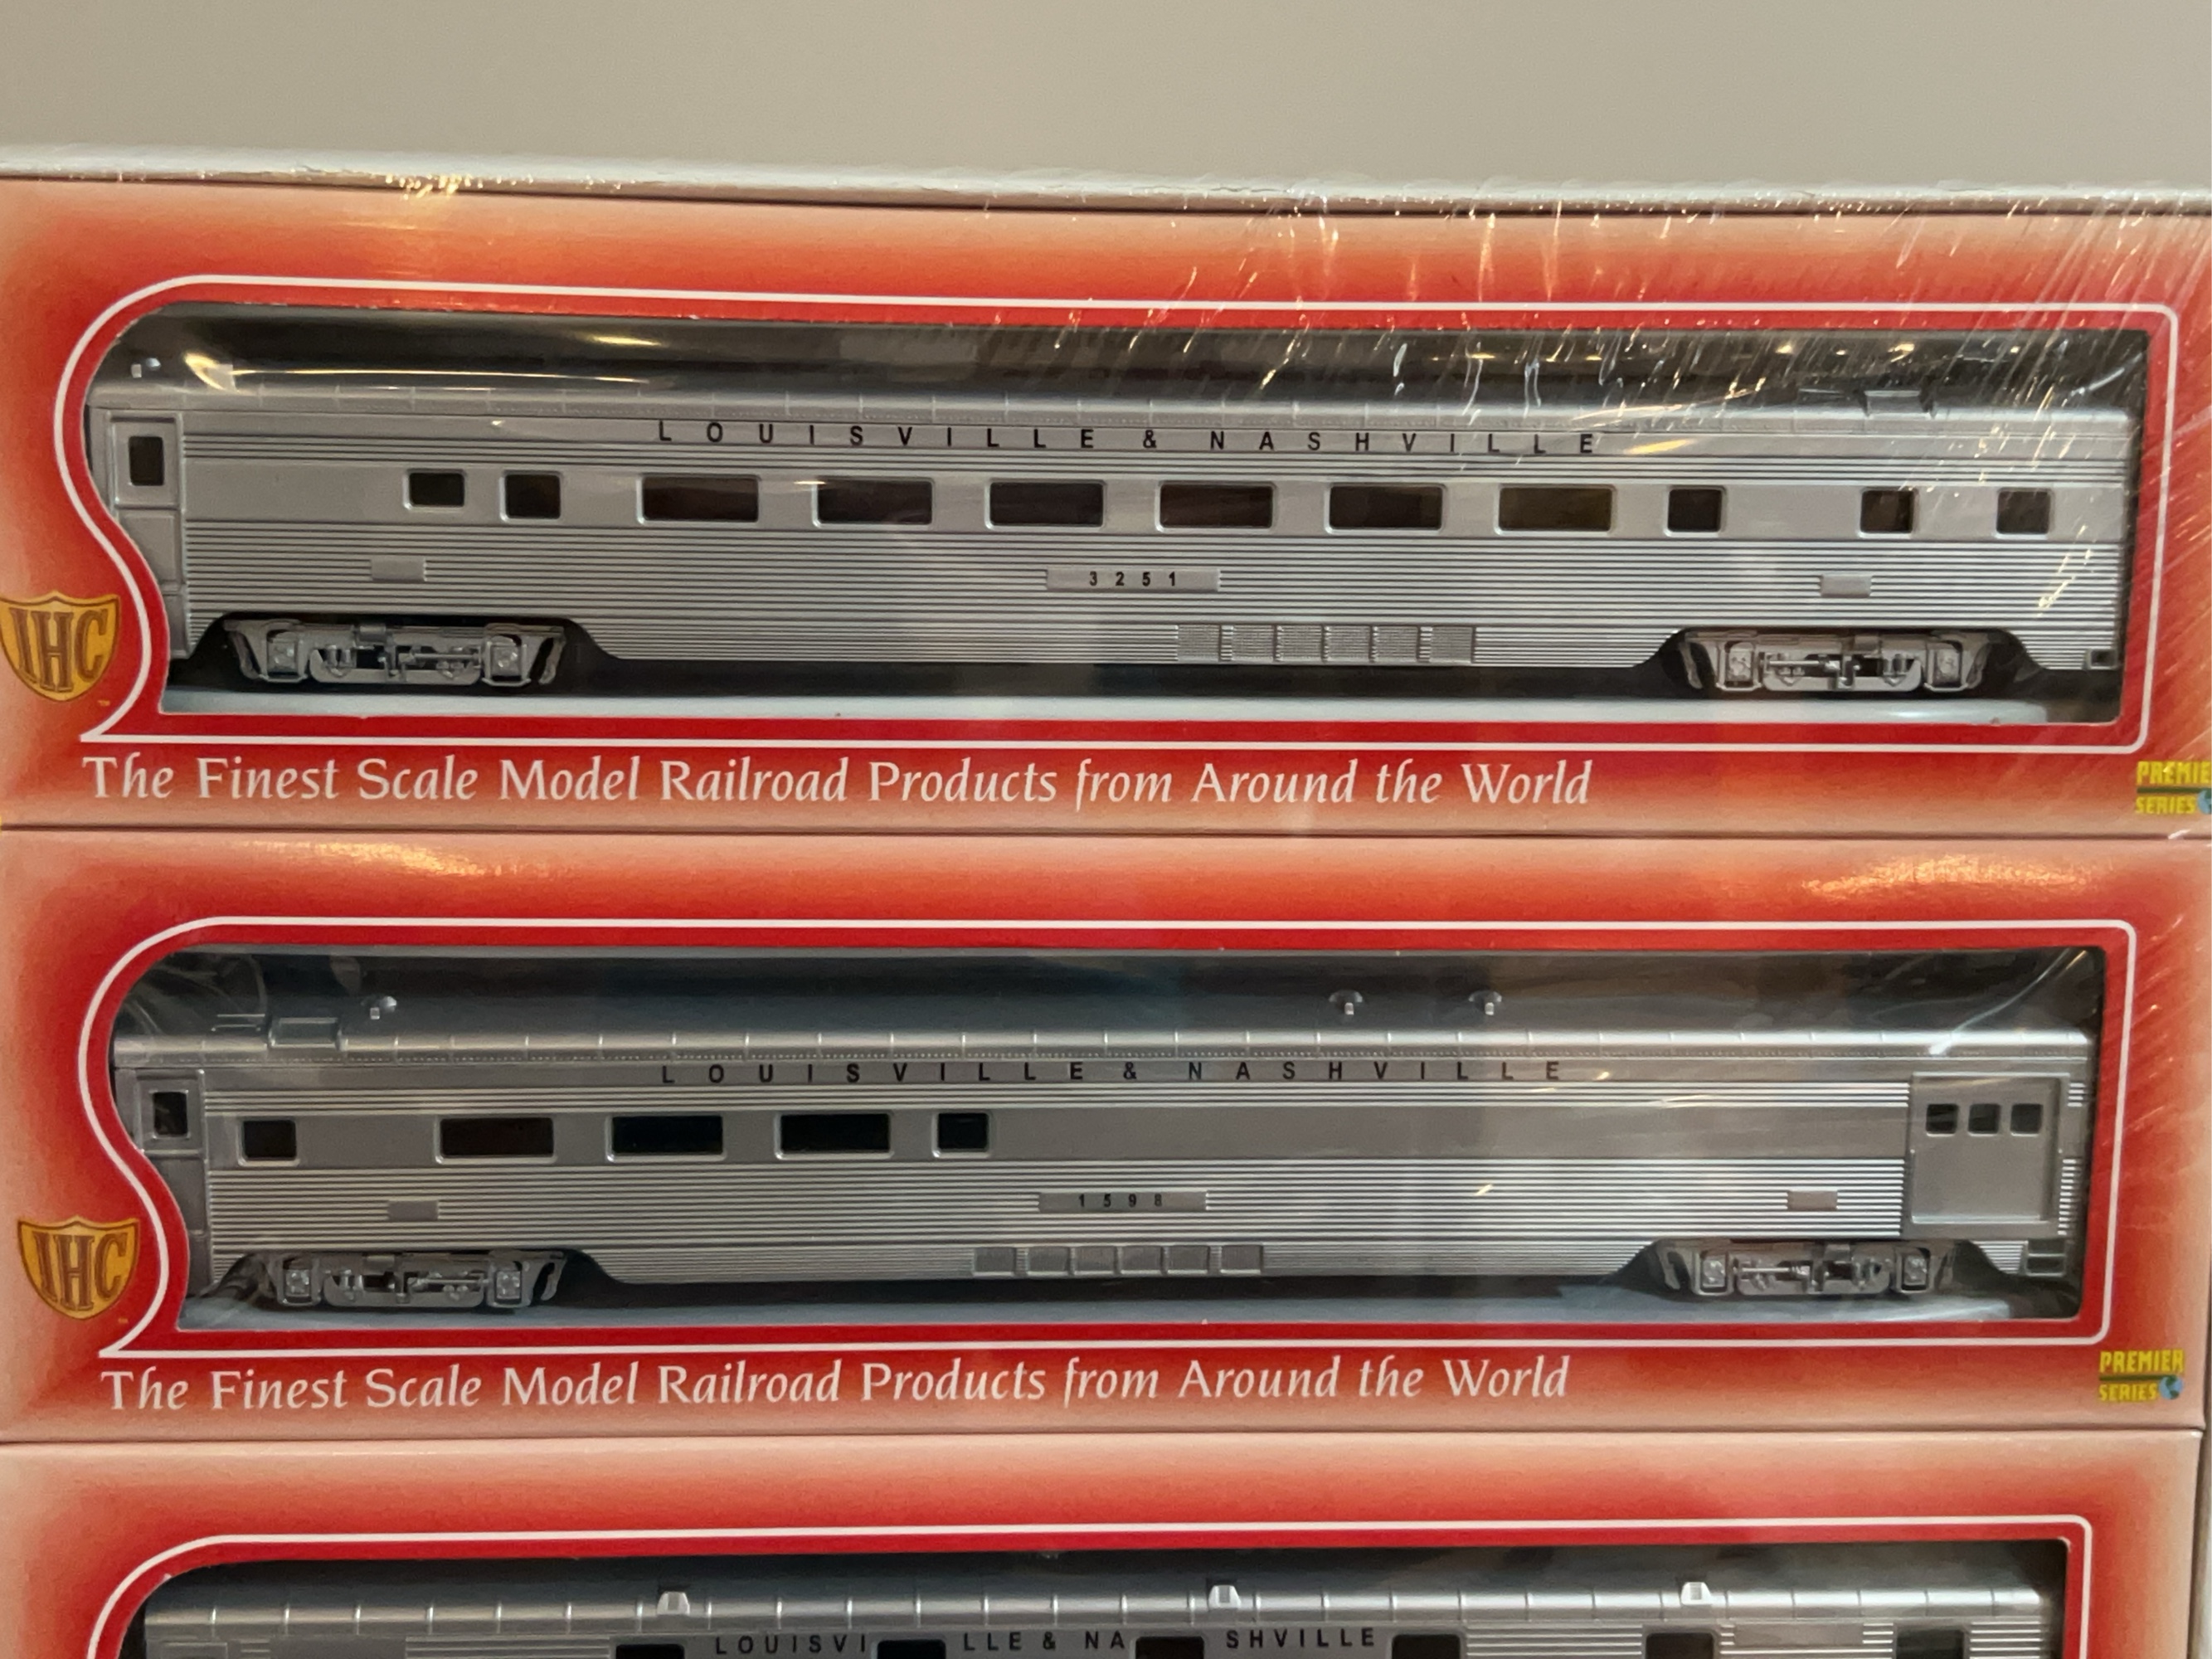 LOUISVILLE & NASHVILLE
3251
IHC
The Finest Scale Model Railroad Products from Around the World
PREMIE
SERIES
LOUISVILLE & NASHVILLE
1598
IHC
The Finest Scale Model Railroad Products from Around the World
PREMIER
SERIES
LOUISVI LLE & NA SHVILLE